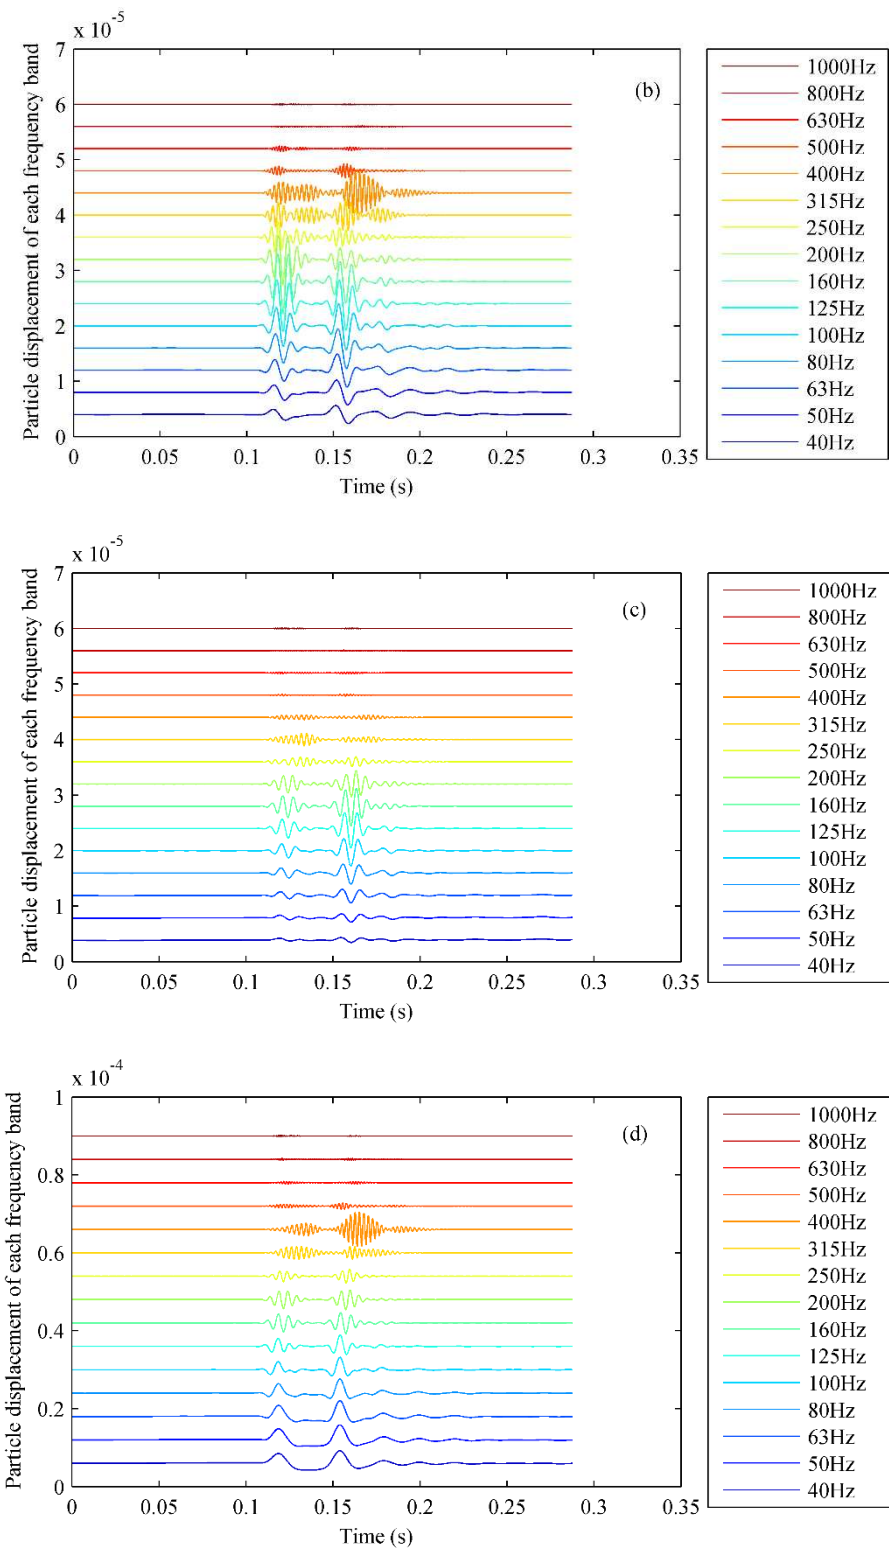 x 10-5
Particle displacement of each frequency band
7
6
5
4
3
2
1
0
0 0.05 0.1 0.15 0.2 0.25 0.3 0.35
Time (s)
(b)
1000Hz
800Hz
630Hz
500Hz
400Hz
315Hz
250Hz
200Hz
160Hz
125Hz
100Hz
80Hz
63Hz
50Hz
40Hz
x 10-5
Particle displacement of each frequency band
7
6
5
4
3
2
1
0
0 0.05 0.1 0.15 0.2 0.25 0.3 0.35
Time (s)
(c)
1000Hz
800Hz
630Hz
500Hz
400Hz
315Hz
250Hz
200Hz
160Hz
125Hz
100Hz
80Hz
63Hz
50Hz
40Hz
x 10-4
Particle displacement of each frequency band
1
0.8
0.6
0.4
0.2
0
0 0.05 0.1 0.15 0.2 0.25 0.3 0.35
Time (s)
(d)
1000Hz
800Hz
630Hz
500Hz
400Hz
315Hz
250Hz
200Hz
160Hz
125Hz
100Hz
80Hz
63Hz
50Hz
40Hz